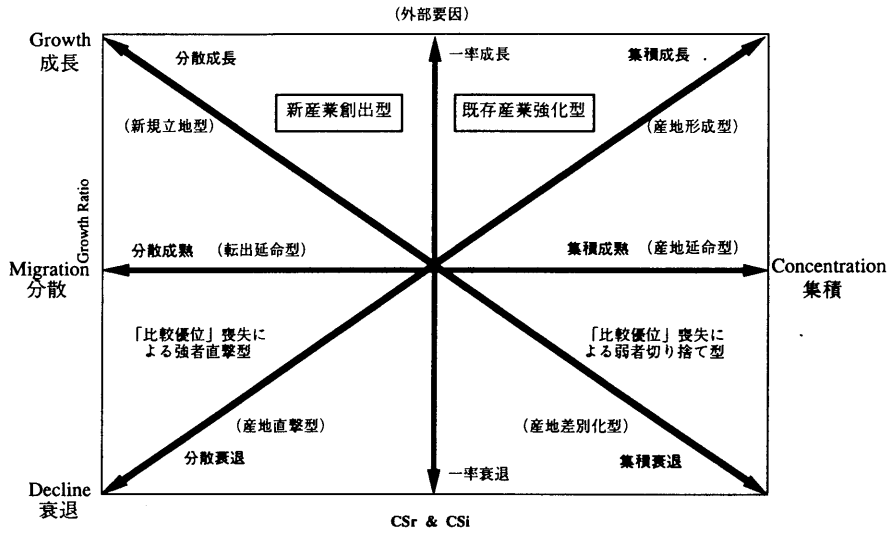 (外部要因)
Growth
成長
分散成長
一率成長
集積成長
新産業創出型
既存産業強化型
(新規立地型)
(産地形成型)
Growth Ratio
分散成熟 (転出延命型)
集積成熟 (産地延命型)
Migration
分散
Concentration
集積
「比較優位」喪失に
よる強者直撃型
「比較優位」喪失に
よる弱者切り捨て型
(産地直撃型)
(産地差別化型)
分散衰退
集積衰退
一率衰退
Decline
衰退
CSr & CSi